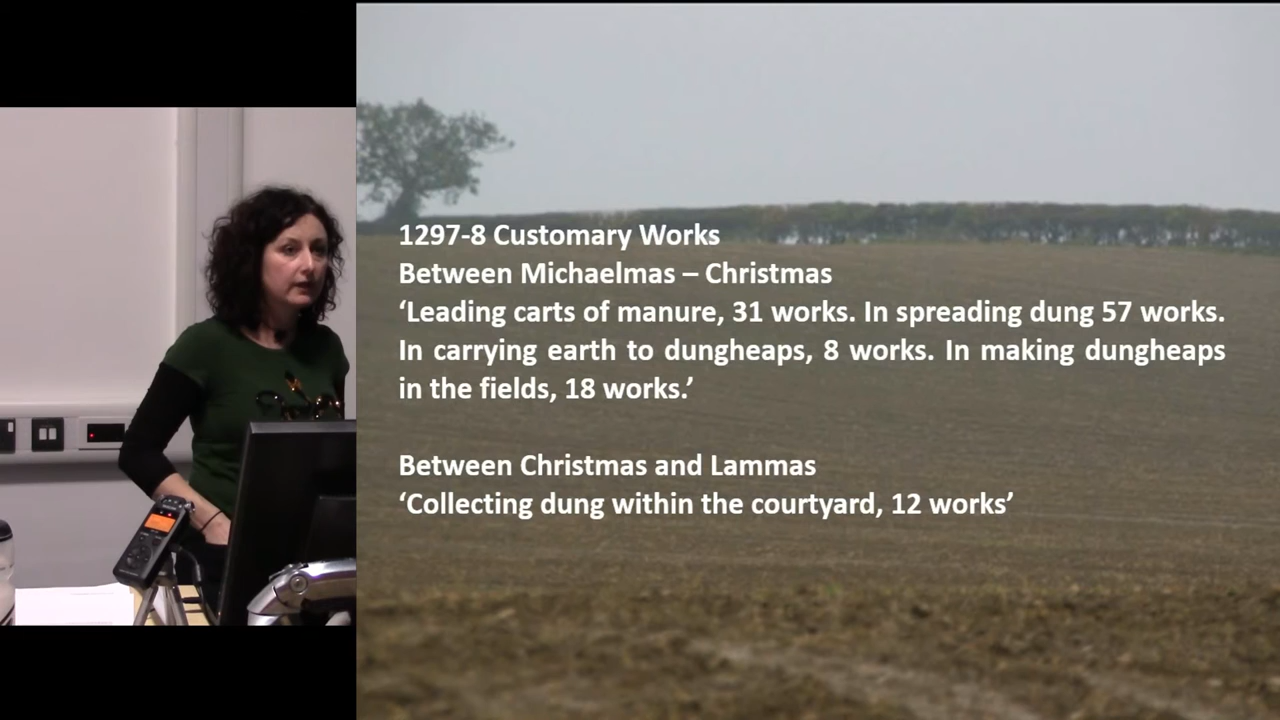 1297-8 Customary Works
Between Michaelmas – Christmas
‘Leading carts of manure, 31 works. In spreading dung 57 works.
In carrying earth to dungheaps, 8 works. In making dungheaps
in the fields, 18 works.’
Between Christmas and Lammas
‘Collecting dung within the courtyard, 12 works’